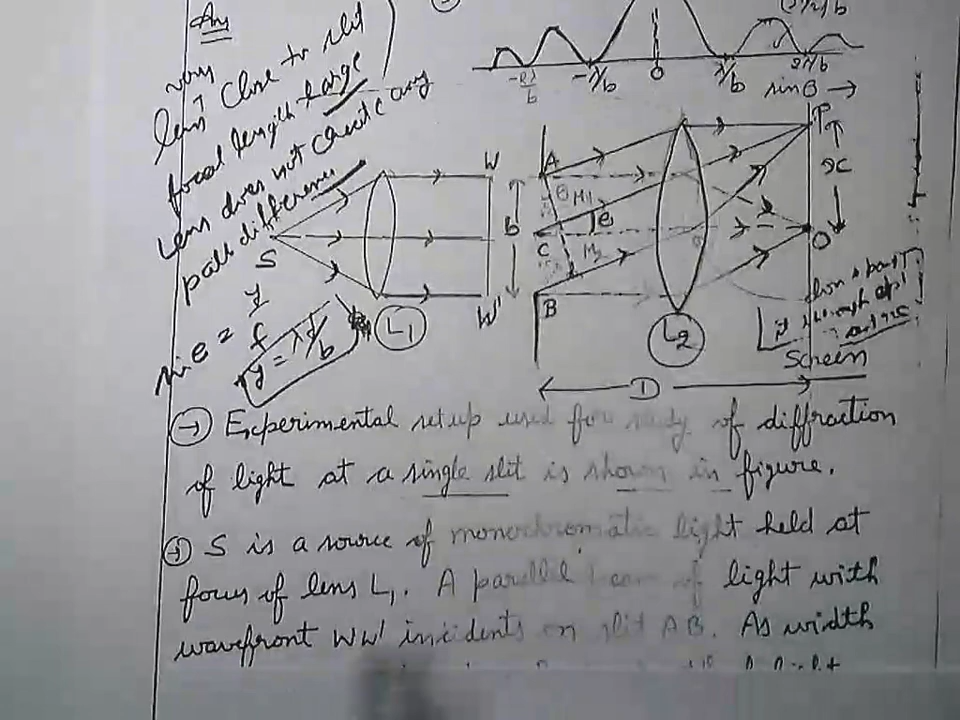 Ans
very
lens Close to slit
focal length large
Lens does not create any
path difference
-2λ/b
-λ/b
0
λ/b
2λ/b
sinθ →
S
W
W'
L1
A
b
C
B
θ
M1
θ
M2
L2
P
x
O
Screen
D
y
f
y = λf/b
→ Experimental setup used for study of diffraction
of light at a single slit is shown in figure.
→ S is a source of monochromatic light held at
focus of lens L1. A parallel beam of light with
wavefront WW' incidents on slit AB. As width